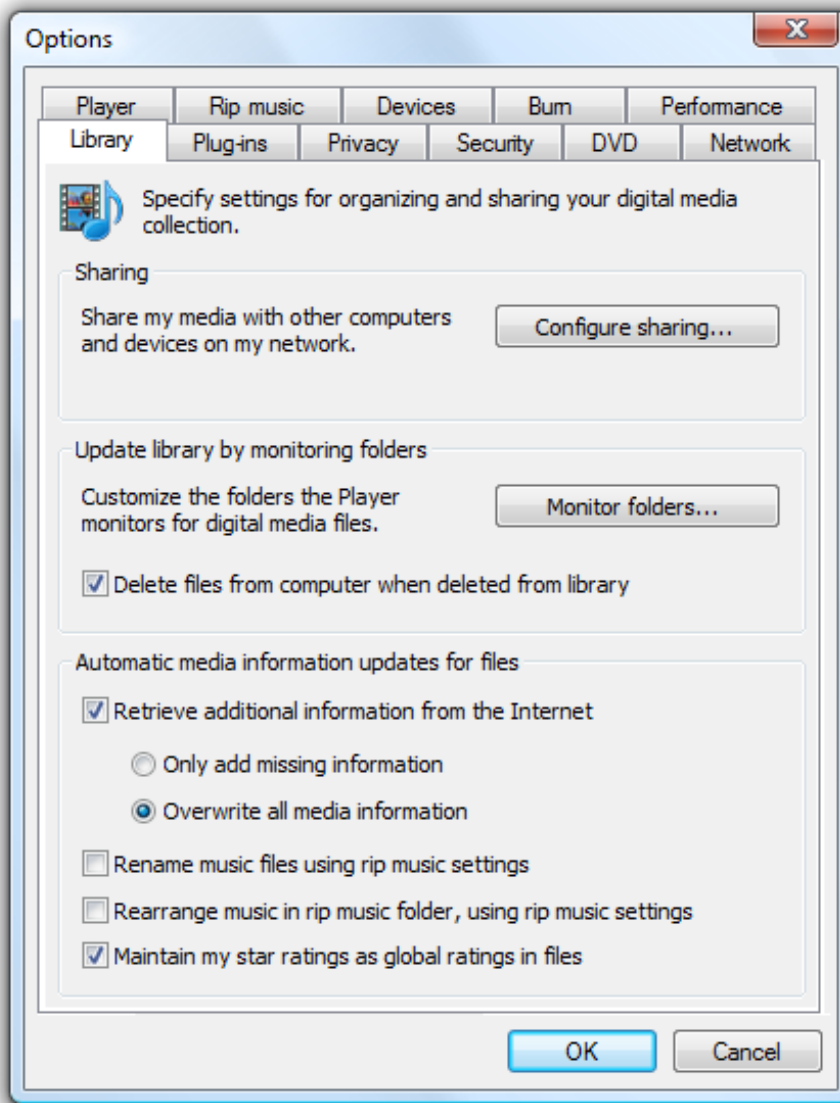 Options
Player Rip music Devices Burn Performance
Library Plug-ins Privacy Security DVD Network
Specify settings for organizing and sharing your digital media
collection.
Sharing
Share my media with other computers
and devices on my network.
Configure sharing...
Update library by monitoring folders
Customize the folders the Player
monitors for digital media files.
Monitor folders...
Delete files from computer when deleted from library
Automatic media information updates for files
Retrieve additional information from the Internet
Only add missing information
Overwrite all media information
Rename music files using rip music settings
Rearrange music in rip music folder, using rip music settings
Maintain my star ratings as global ratings in files
OK Cancel